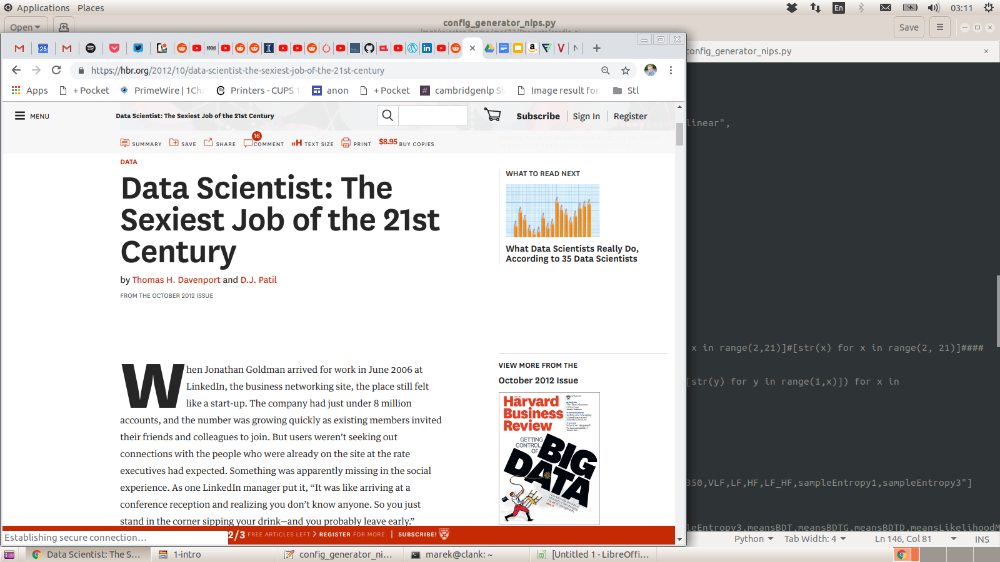 Applications Places
En
03:11
Open
config_generator_nips.py
Save
config_generator_nips.py
25
https://hbr.org/2012/10/data-scientist-the-sexiest-job-of-the-21st-century
Apps
+ Pocket
PrimeWire | 1Ch
Printers - CUPS 1
anon
+ Pocket
cambridgenlp Sl
Image result for
Stl
MENU
Data Scientist: The Sexiest Job of the 21st Century
Subscribe
Sign In
Register
SUMMARY
SAVE
SHARE
16
COMMENT
TEXT SIZE
PRINT
$8.95 BUY COPIES
DATA
Data Scientist: The
Sexiest Job of the 21st
Century
by Thomas H. Davenport and D.J. Patil
FROM THE OCTOBER 2012 ISSUE
WHAT TO READ NEXT
What Data Scientists Really Do,
According to 35 Data Scientists
When Jonathan Goldman arrived for work in June 2006 at
LinkedIn, the business networking site, the place still felt
like a start-up. The company had just under 8 million
accounts, and the number was growing quickly as existing members invited
their friends and colleagues to join. But users weren’t seeking out
connections with the people who were already on the site at the rate
executives had expected. Something was apparently missing in the social
experience. As one LinkedIn manager put it, “It was like arriving at a
conference reception and realizing you don’t know anyone. So you just
stand in the corner sipping your drink—and you probably leave early.”
VIEW MORE FROM THE
October 2012 Issue
Harvard
Business
Review
GETTING
CONTROL
OF
BIG
DATA
linear",
x in range(2,21)]#[str(x) for x in range(2, 21)]####
[str(y) for y in range(1,x)]) for x in
350,VLF,LF,HF,LF_HF,sampleEntropy1,sampleEntropy3"]
leEntropy3,meansBDT,meansBDTG,meansBDTD,meansLikelihoodM
2/3 FREE ARTICLES LEFT > REGISTER FOR MORE | SUBSCRIBE!
Establishing secure connection…
Python
Tab Width: 4
Ln 146, Col 81
INS
Data Scientist: The S…
1-intro
config_generator_ni…
marek@clank: ~
[Untitled 1 - LibreOffi…